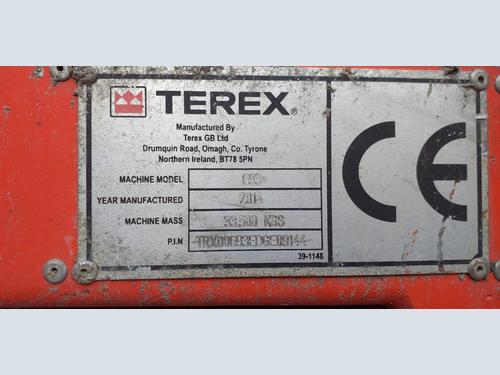 TEREX®
Manufactured By
Terex GB Ltd
Drumquin Road, Omagh, Co. Tyrone
Northern Ireland, BT78 5PN
MACHINE MODEL
YEAR MANUFACTURED 2014
MACHINE MASS KGS
P.I.N
39-1148
CE